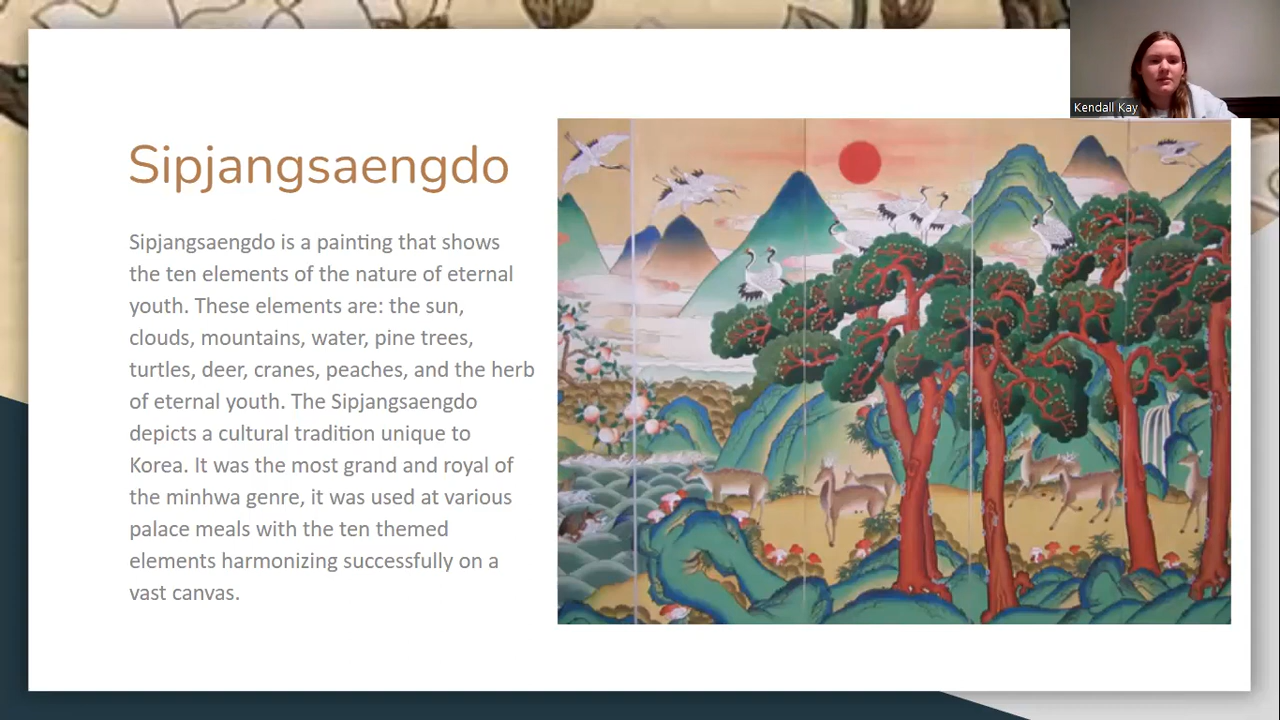 Kendall Kay
Sipjangsaengdo
Sipjangsaengdo is a painting that shows
the ten elements of the nature of eternal
youth. These elements are: the sun,
clouds, mountains, water, pine trees,
turtles, deer, cranes, peaches, and the herb
of eternal youth. The Sipjangsaengdo
depicts a cultural tradition unique to
Korea. It was the most grand and royal of
the minhwa genre, it was used at various
palace meals with the ten themed
elements harmonizing successfully on a
vast canvas.